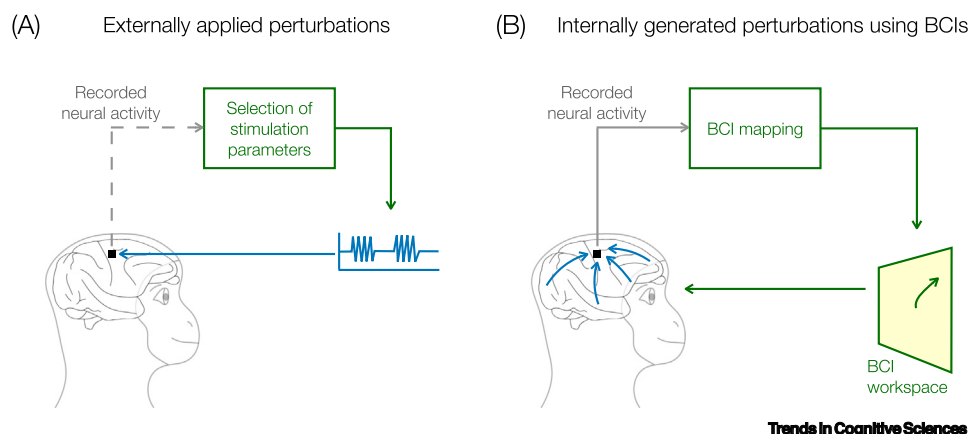 (A) Externally applied perturbations
(B) Internally generated perturbations using BCIs
Recorded
neural activity
Selection of
stimulation
parameters
Recorded
neural activity
BCI mapping
BCI
workspace
Trends in Cognitive Sciences